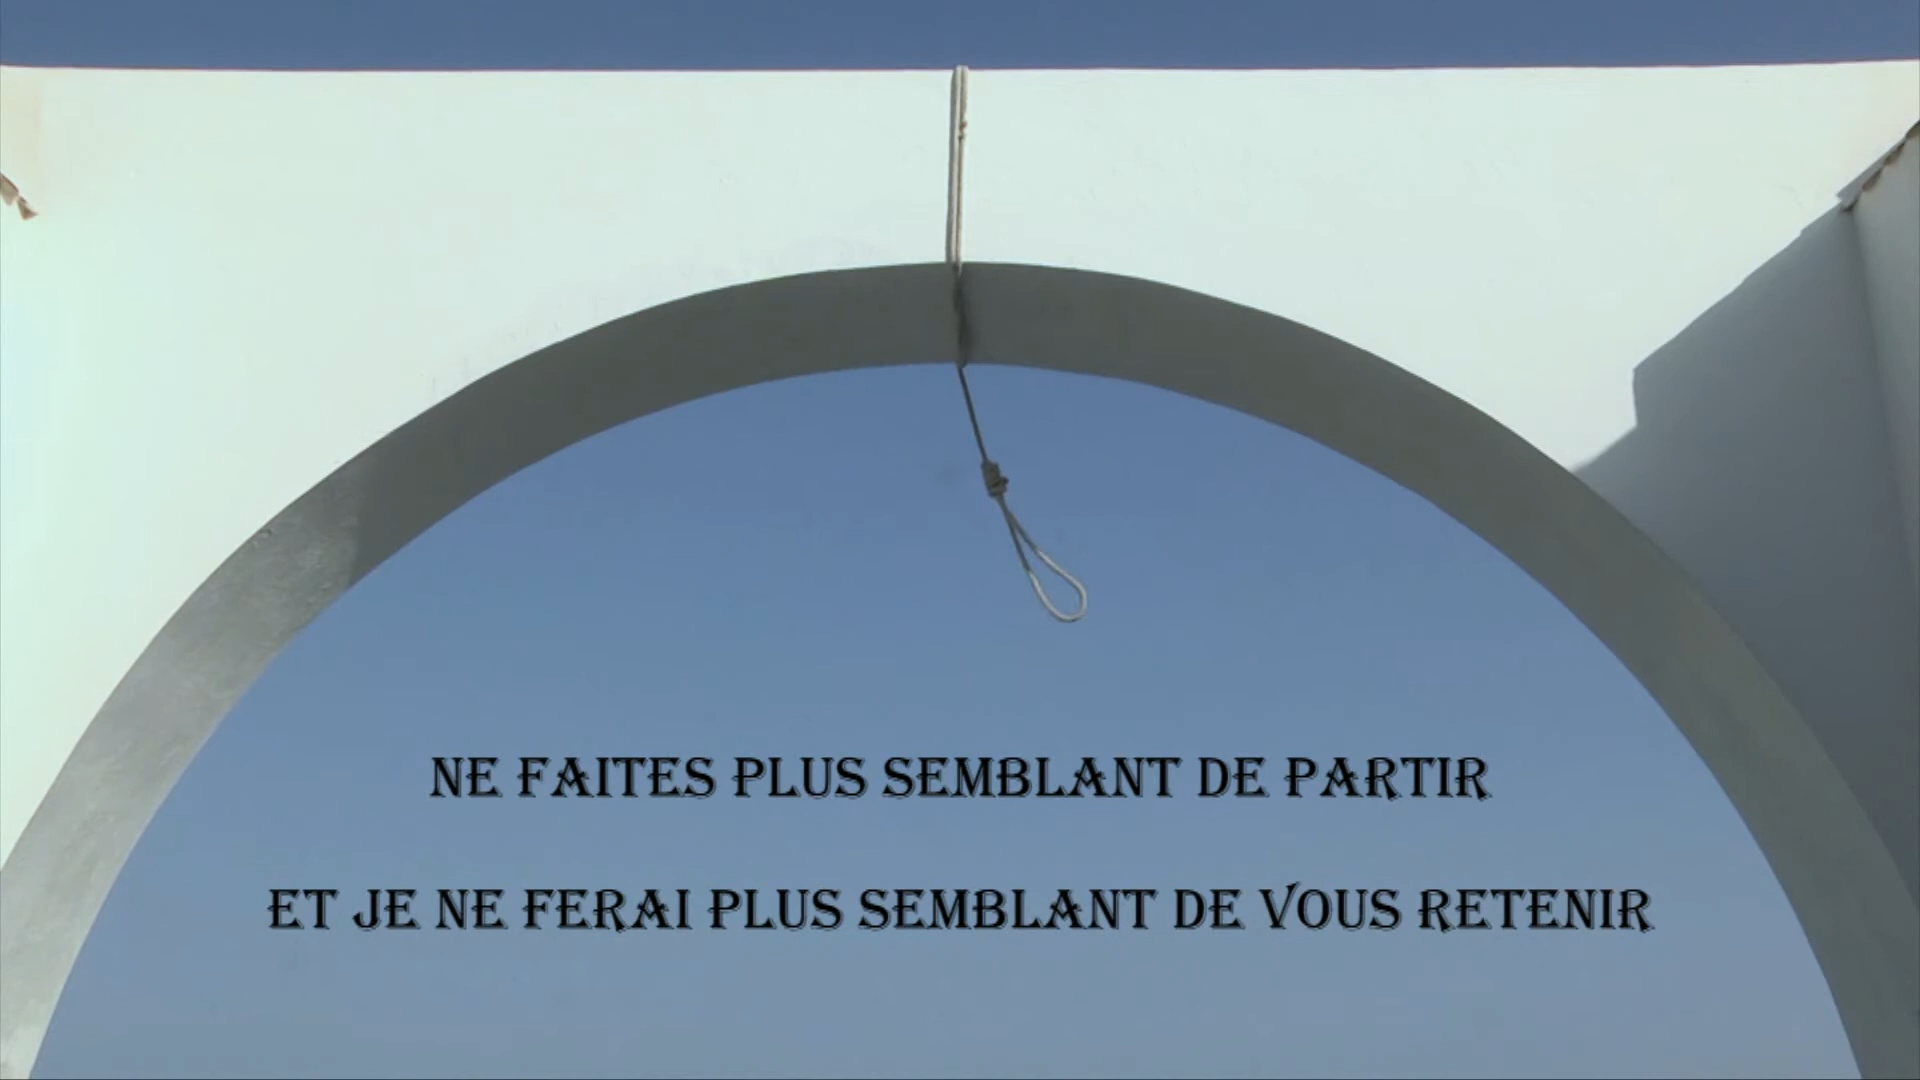 NE FAITES PLUS SEMBLANT DE PARTIR
ET JE NE FERAI PLUS SEMBLANT DE VOUS RETENIR